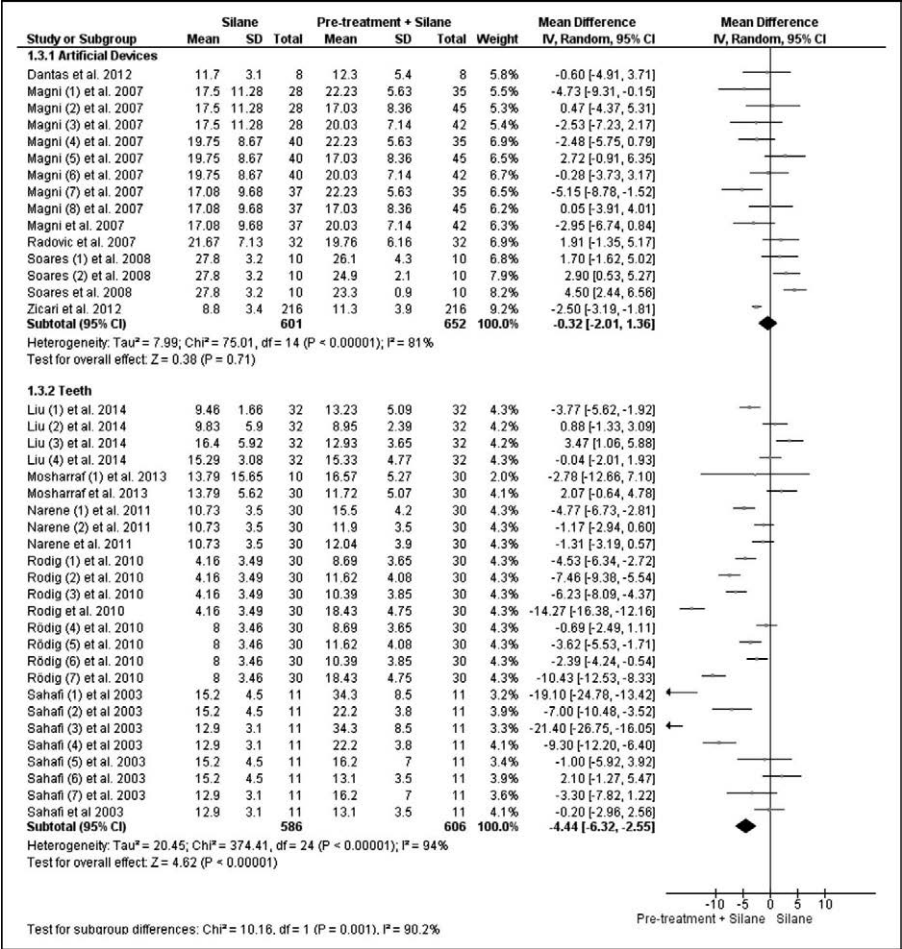 Silane Pre-treatment + Silane Mean Difference Mean Difference
Study or Subgroup Mean SD Total Mean SD Total Weight IV, Random, 95% CI IV, Random, 95% CI
1.3.1 Artificial Devices
Dantas et al. 2012 11.7 3.1 8 12.3 5.4 8 5.8% -0.60 [-4.91, 3.71]
Magni (1) et al. 2007 17.5 11.28 28 22.23 5.63 35 5.5% -4.73 [-9.31, -0.15]
Magni (2) et al. 2007 17.5 11.28 28 17.03 8.36 45 5.2% 0.47 [-4.37, 5.31]
Magni (3) et al. 2007 17.5 11.28 28 20.03 7.14 42 5.4% -2.53 [-7.23, 2.17]
Magni (4) et al. 2007 19.75 8.67 40 22.23 5.63 35 6.9% -2.48 [-5.75, 0.79]
Magni (5) et al. 2007 19.75 8.67 40 17.03 8.36 45 6.5% 2.72 [-0.91, 6.35]
Magni (6) et al. 2007 19.75 8.67 40 20.03 7.14 42 6.7% -0.28 [-3.73, 3.17]
Magni (7) et al. 2007 17.08 9.68 37 22.23 5.63 35 6.5% -5.15 [-8.78, -1.52]
Magni (8) et al. 2007 17.08 9.68 37 17.03 8.36 45 6.2% 0.05 [-3.91, 4.01]
Magni et al. 2007 17.08 9.68 37 20.03 7.14 42 6.4% -2.95 [-6.74, 0.84]
Radovic et al. 2007 21.67 7.13 32 19.76 6.16 32 6.9% 1.91 [-1.35, 5.17]
Soares (1) et al. 2008 27.8 3.2 10 26.1 4.3 10 6.8% 1.70 [-1.62, 5.02]
Soares (2) et al. 2008 27.8 3.2 10 24.9 2.1 10 7.9% 2.90 [0.53, 5.27]
Soares et al. 2008 27.8 3.2 10 23.3 0.9 10 8.2% 4.50 [2.44, 6.56]
Zicari et al. 2012 8.8 3.4 216 11.3 3.9 216 9.2% -2.50 [-3.19, -1.81]
Subtotal (95% CI) 601 652 100.0% -0.32 [-2.01, 1.36]
Heterogeneity: Tau² = 7.99; Chi² = 75.01, df = 14 (P < 0.00001); I² = 81%
Test for overall effect: Z = 0.38 (P = 0.71)
1.3.2 Teeth
Liu (1) et al. 2014 9.46 1.66 32 13.23 5.09 32 4.3% -3.77 [-5.62, -1.92]
Liu (2) et al. 2014 9.83 5.9 32 8.95 2.39 32 4.2% 0.88 [-1.33, 3.09]
Liu (3) et al. 2014 16.4 5.92 32 12.93 3.65 32 4.2% 3.47 [1.06, 5.88]
Liu (4) et al. 2014 15.29 3.08 32 15.33 4.77 32 4.3% -0.04 [-2.01, 1.93]
Mosharraf (1) et al. 2013 13.79 15.65 10 16.57 5.27 30 2.0% -2.78 [-12.66, 7.10]
Mosharraf et al. 2013 13.79 5.62 30 11.72 5.07 30 4.1% 2.07 [-0.64, 4.78]
Narene (1) et al. 2011 10.73 3.5 30 15.5 4.2 30 4.3% -4.77 [-6.73, -2.81]
Narene (2) et al. 2011 10.73 3.5 30 11.9 3.5 30 4.3% -1.17 [-2.94, 0.60]
Narene et al. 2011 10.73 3.5 30 12.04 3.9 30 4.3% -1.31 [-3.19, 0.57]
Rodig (1) et al. 2010 4.16 3.49 30 8.69 3.65 30 4.3% -4.53 [-6.34, -2.72]
Rodig (2) et al. 2010 4.16 3.49 30 11.62 4.08 30 4.3% -7.46 [-9.38, -5.54]
Rodig (3) et al. 2010 4.16 3.49 30 10.39 3.85 30 4.3% -6.23 [-8.09, -4.37]
Rodig et al. 2010 4.16 3.49 30 18.43 4.75 30 4.3% -14.27 [-16.38, -12.16]
Rödig (4) et al. 2010 8 3.46 30 8.69 3.65 30 4.3% -0.69 [-2.49, 1.11]
Rödig (5) et al. 2010 8 3.46 30 11.62 4.08 30 4.3% -3.62 [-5.53, -1.71]
Rödig (6) et al. 2010 8 3.46 30 10.39 3.85 30 4.3% -2.39 [-4.24, -0.54]
Rödig (7) et al. 2010 8 3.46 30 18.43 4.75 30 4.3% -10.43 [-12.53, -8.33]
Sahafi (1) et al 2003 15.2 4.5 11 34.3 8.5 11 3.2% -19.10 [-24.78, -13.42]
Sahafi (2) et al 2003 15.2 4.5 11 22.2 3.8 11 3.9% -7.00 [-10.48, -3.52]
Sahafi (3) et al 2003 12.9 3.1 11 34.3 8.5 11 3.3% -21.40 [-26.75, -16.05]
Sahafi (4) et al 2003 12.9 3.1 11 22.2 3.8 11 4.1% -9.30 [-12.20, -6.40]
Sahafi (5) et al. 2003 15.2 4.5 11 16.2 7 11 3.4% -1.00 [-5.92, 3.92]
Sahafi (6) et al. 2003 15.2 4.5 11 13.1 3.5 11 3.9% 2.10 [-1.27, 5.47]
Sahafi (7) et al. 2003 12.9 3.1 11 16.2 7 11 3.6% -3.30 [-7.82, 1.22]
Sahafi et al 2003 12.9 3.1 11 13.1 3.5 11 4.1% -0.20 [-2.96, 2.56]
Subtotal (95% CI) 586 606 100.0% -4.44 [-6.32, -2.55]
Heterogeneity: Tau² = 20.45; Chi² = 374.41, df = 24 (P < 0.00001); I² = 94%
Test for overall effect: Z = 4.62 (P < 0.00001)
-10 -5 0 5 10
Pre-treatment + Silane Silane
Test for subgroup differences: Chi² = 10.16, df = 1 (P = 0.001), I² = 90.2%